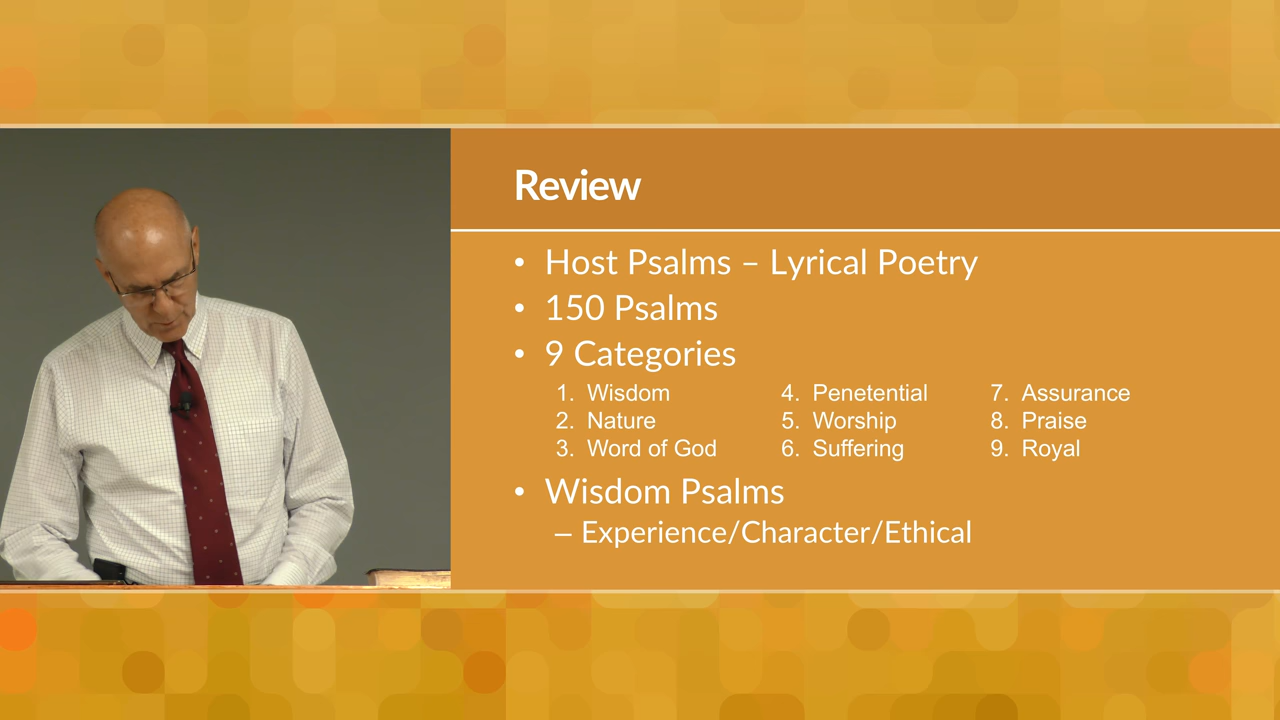 Review
• Host Psalms – Lyrical Poetry
• 150 Psalms
• 9 Categories
1. Wisdom
2. Nature
3. Word of God
4. Penetential
5. Worship
6. Suffering
7. Assurance
8. Praise
9. Royal
• Wisdom Psalms
– Experience/Character/Ethical